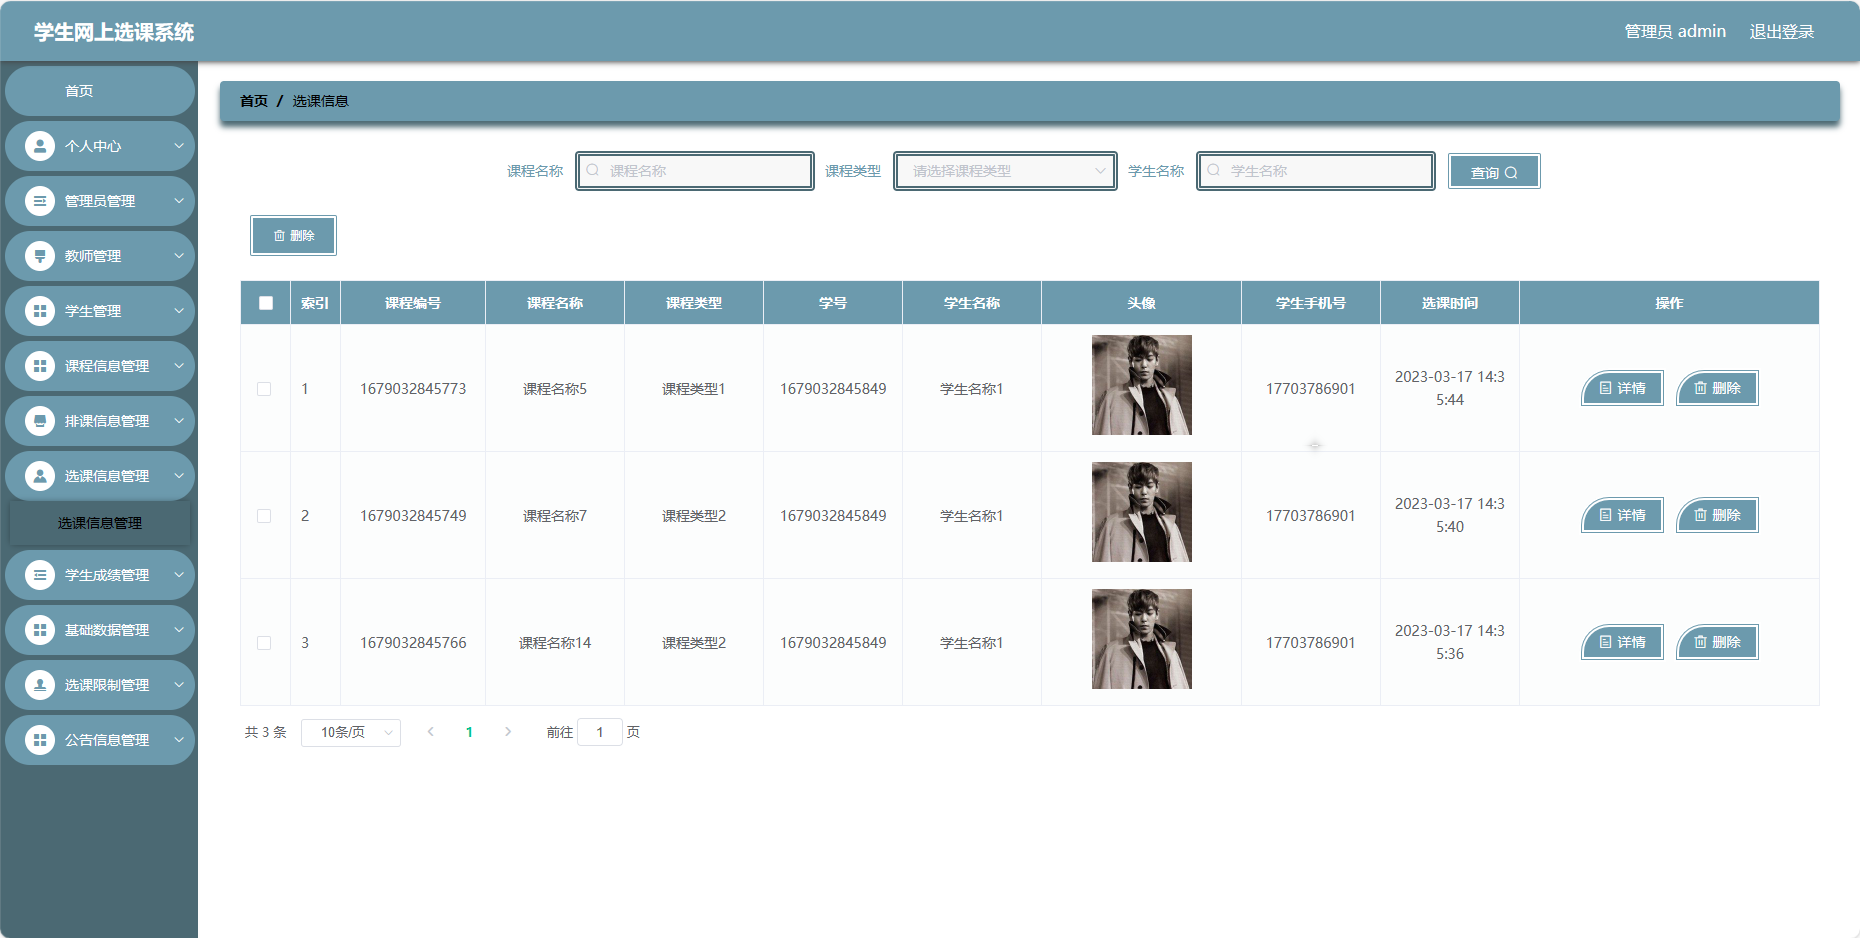 学生网上选课系统
管理员 admin 退出登录
首页
个人中心
管理员管理
教师管理
学生管理
课程信息管理
排课信息管理
选课信息管理
选课信息管理
学生成绩管理
基础数据管理
选课限制管理
公告信息管理
首页 / 选课信息
课程名称 课程名称 课程类型 请选择课程类型 学生名称 学生名称 查询
删除
索引 课程编号 课程名称 课程类型 学号 学生名称 头像 学生手机号 选课时间 操作
1 1679032845773 课程名称5 课程类型1 1679032845849 学生名称1 17703786901 2023-03-17 14:3 详情 删除
5:44
2 1679032845749 课程名称7 课程类型2 1679032845849 学生名称1 17703786901 2023-03-17 14:3 详情 删除
5:40
3 1679032845766 课程名称14 课程类型2 1679032845849 学生名称1 17703786901 2023-03-17 14:3 详情 删除
5:36
共 3 条 10条/页 1 前往 1 页